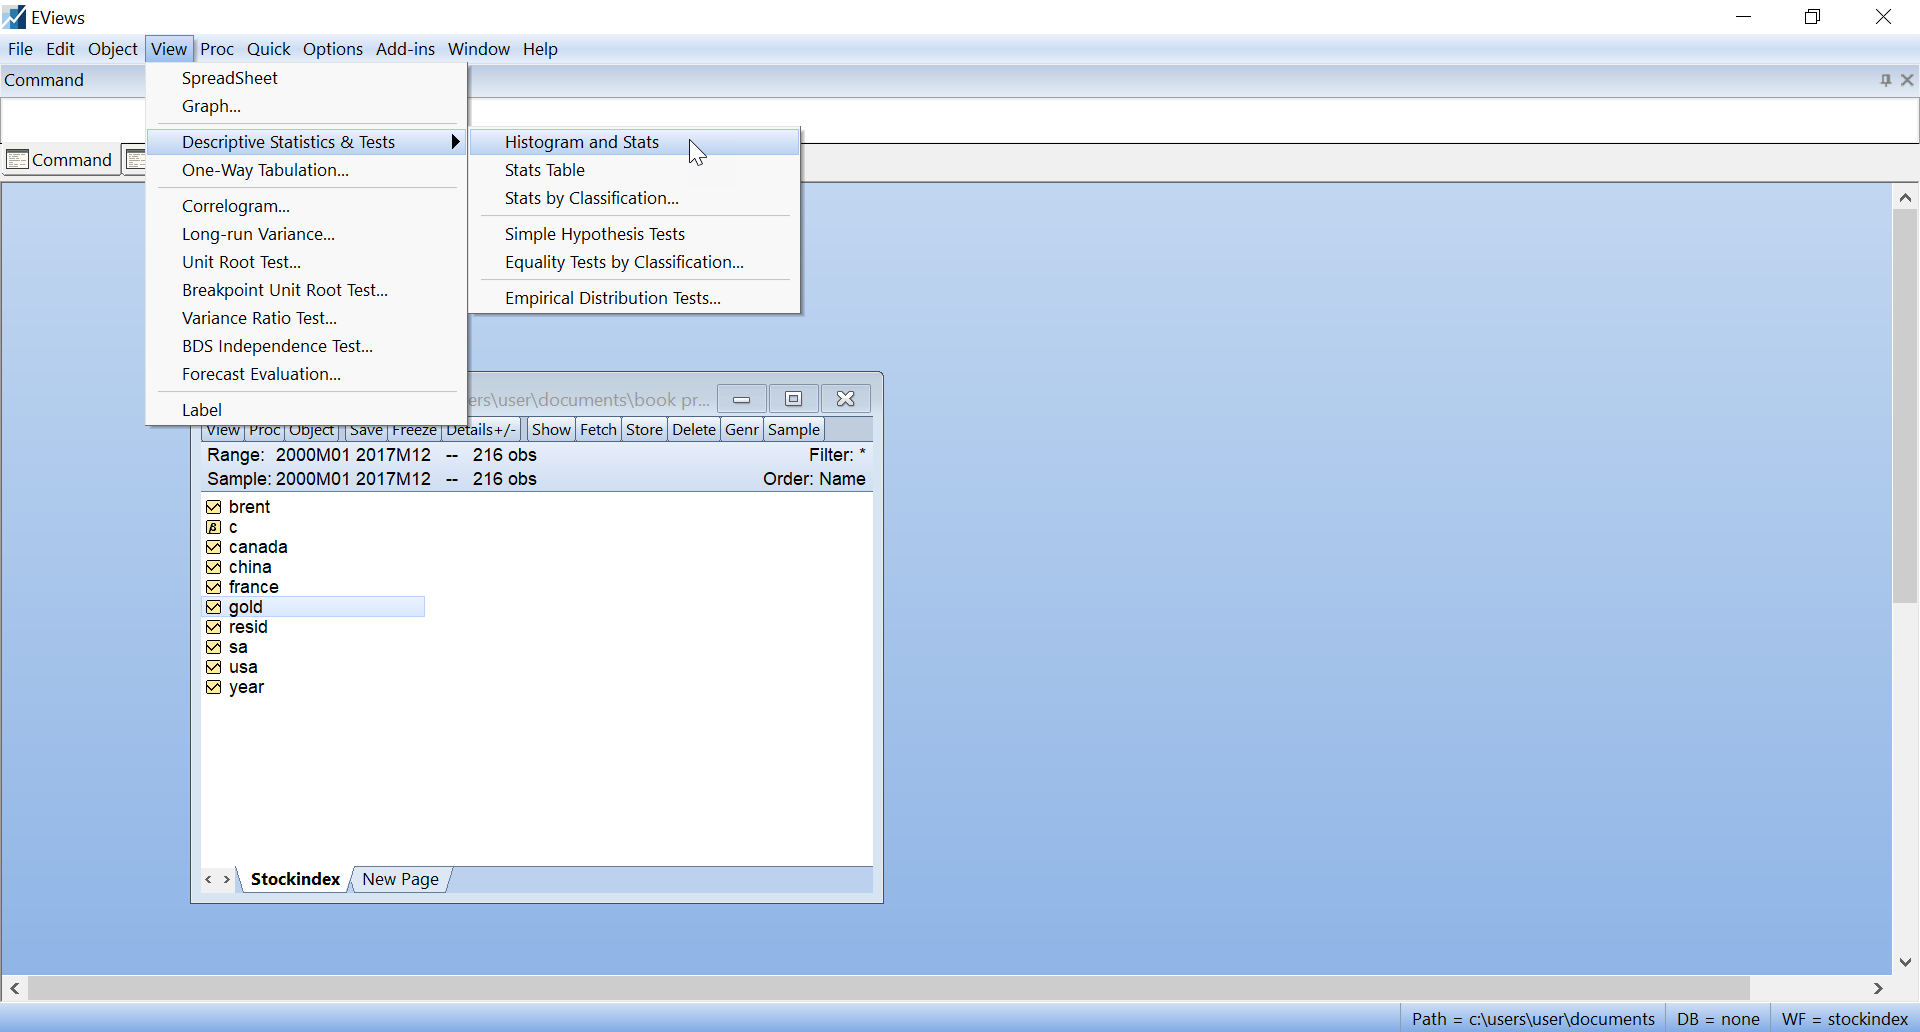 EViews
File Edit Object View Proc Quick Options Add-ins Window Help
Command
SpreadSheet
Graph...
Descriptive Statistics & Tests
One-Way Tabulation...
Correlogram...
Long-run Variance...
Unit Root Test...
Breakpoint Unit Root Test...
Variance Ratio Test...
BDS Independence Test...
Forecast Evaluation...
Label
Histogram and Stats
Stats Table
Stats by Classification...
Simple Hypothesis Tests
Equality Tests by Classification...
Empirical Distribution Tests...
Command
ers\user\documents\book pr...
View Proc Object Save Freeze Details+/- Show Fetch Store Delete Genr Sample
Range: 2000M01 2017M12 -- 216 obs Filter: *
Sample: 2000M01 2017M12 -- 216 obs Order: Name
brent
β c
canada
china
france
gold
resid
sa
usa
year
Stockindex New Page
Path = c:\users\user\documents DB = none WF = stockindex